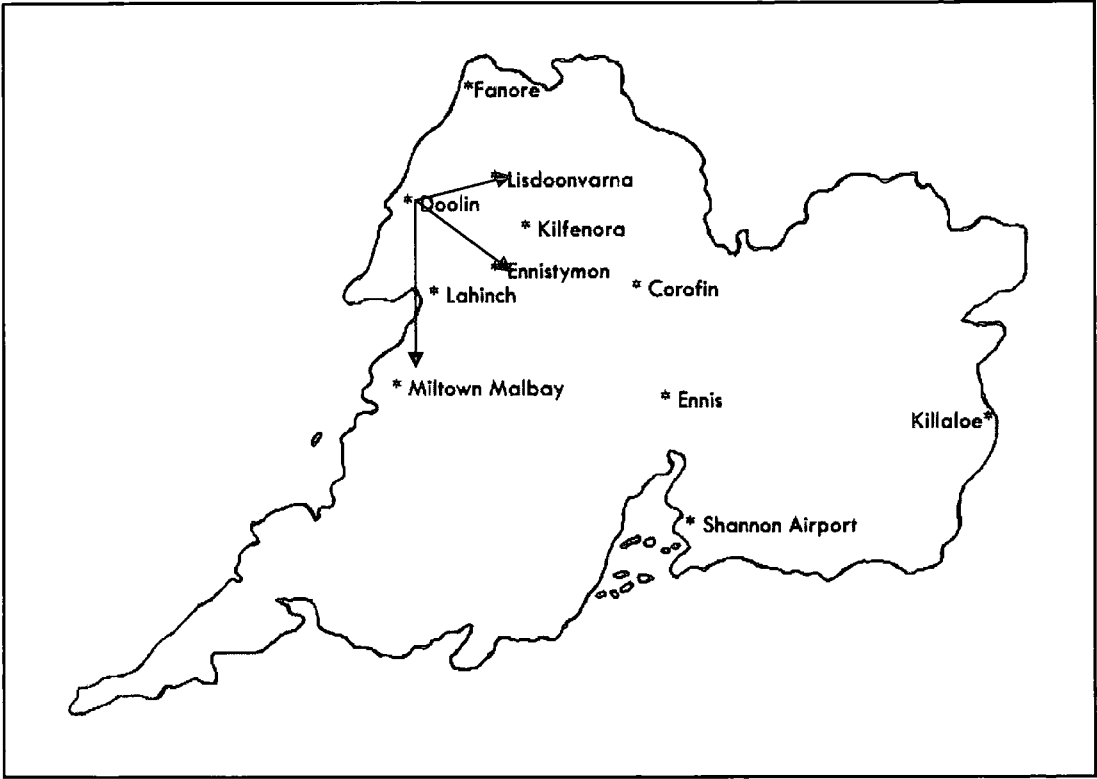 *Fanore
*Lisdoonvarna
*Doolin
* Kilfenora
*Ennistymon
* Corofin
* Lahinch
* Miltown Malbay
* Ennis
Killaloe*
* Shannon Airport